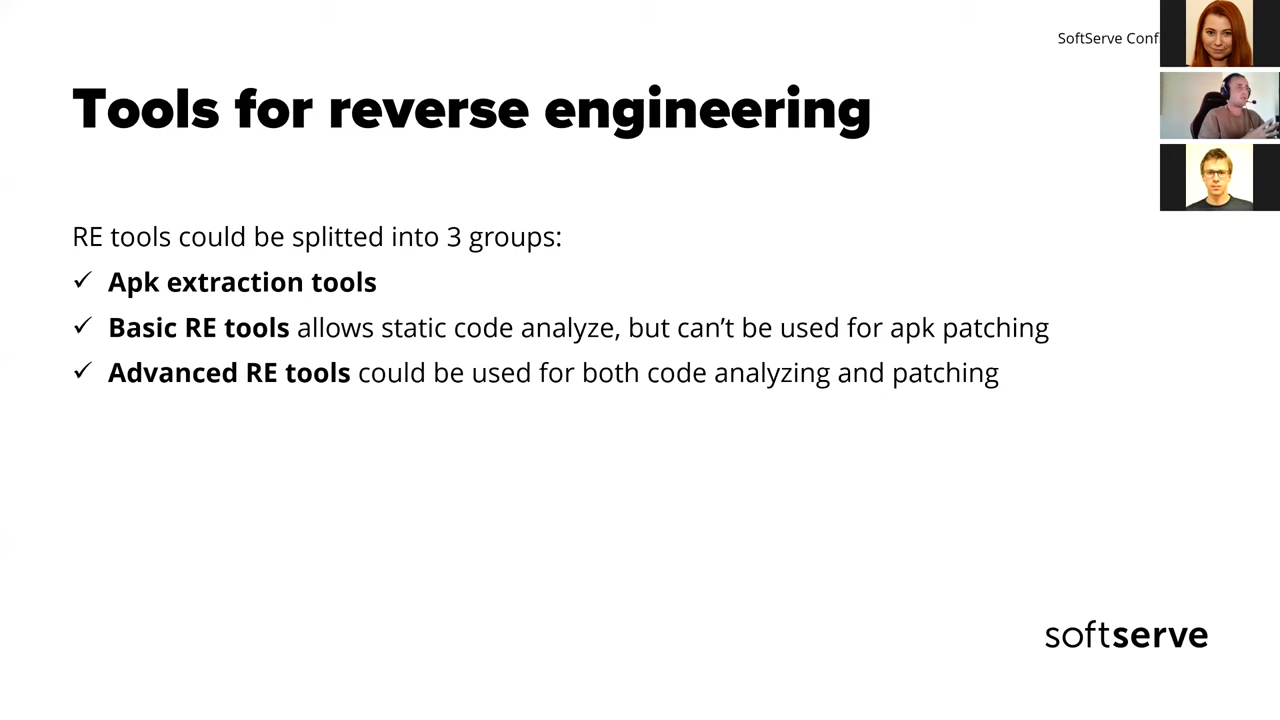 SoftServe Conf
Tools for reverse engineering
RE tools could be splitted into 3 groups:
✓ Apk extraction tools
✓ Basic RE tools allows static code analyze, but can’t be used for apk patching
✓ Advanced RE tools could be used for both code analyzing and patching
softserve